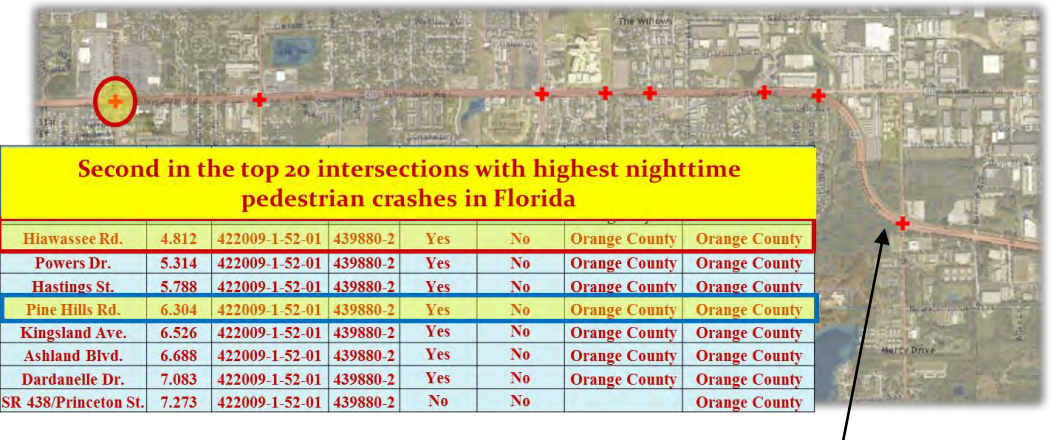 The Willows
Second in the top 20 intersections with highest nighttime
pedestrian crashes in Florida
Hiawassee Rd. 4.812 422009-1-52-01 439880-2 Yes No Orange County Orange County
Powers Dr. 5.314 422009-1-52-01 439880-2 Yes No Orange County Orange County
Hastings St. 5.788 422009-1-52-01 439880-2 Yes No Orange County Orange County
Pine Hills Rd. 6.304 422009-1-52-01 439880-2 Yes No Orange County Orange County
Kingsland Ave. 6.526 422009-1-52-01 439880-2 Yes No Orange County Orange County
Ashland Blvd. 6.688 422009-1-52-01 439880-2 Yes No Orange County Orange County
Dardanelle Dr. 7.083 422009-1-52-01 439880-2 Yes No Orange County Orange County
SR 438/Princeton St. 7.273 422009-1-52-01 439880-2 No No Orange County
Mercy Drive